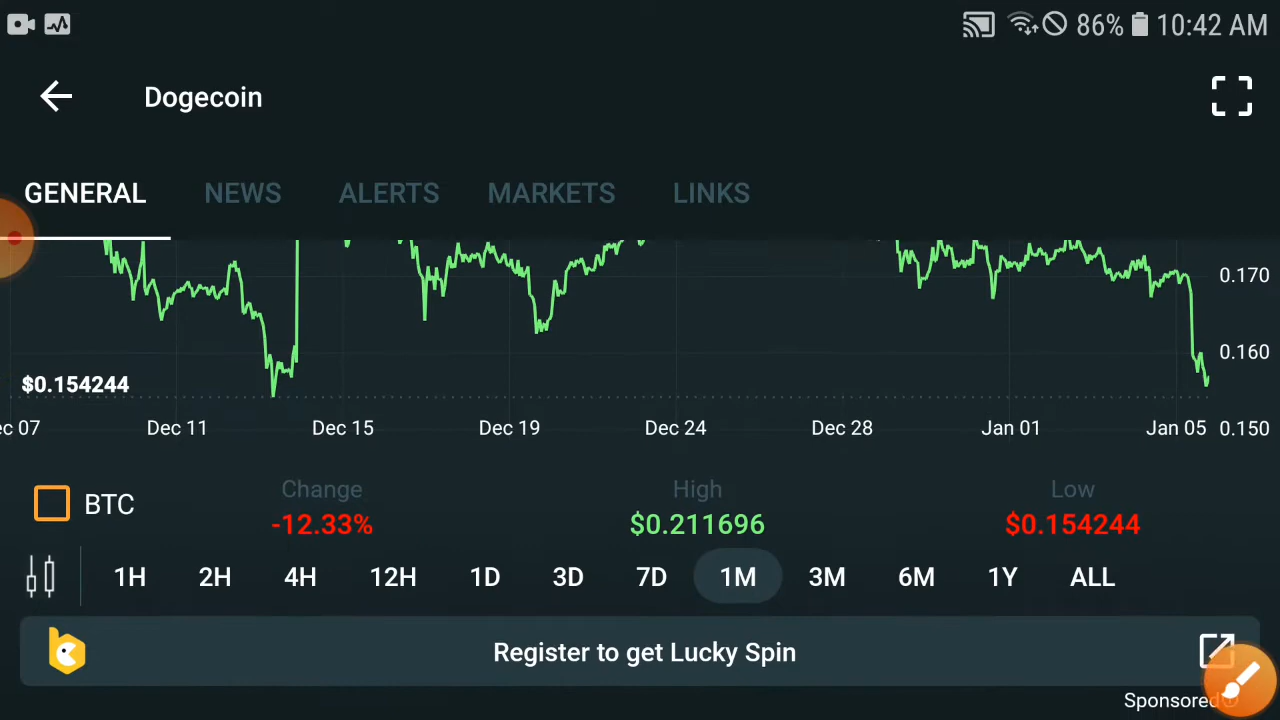 86% 10:42 AM
Dogecoin
GENERAL NEWS ALERTS MARKETS LINKS
0.170
0.160
$0.154244
ec 07 Dec 11 Dec 15 Dec 19 Dec 24 Dec 28 Jan 01 Jan 05 0.150
BTC
Change High Low
-12.33% $0.211696 $0.154244
1H 2H 4H 12H 1D 3D 7D 1M 3M 6M 1Y ALL
Register to get Lucky Spin
Sponsored